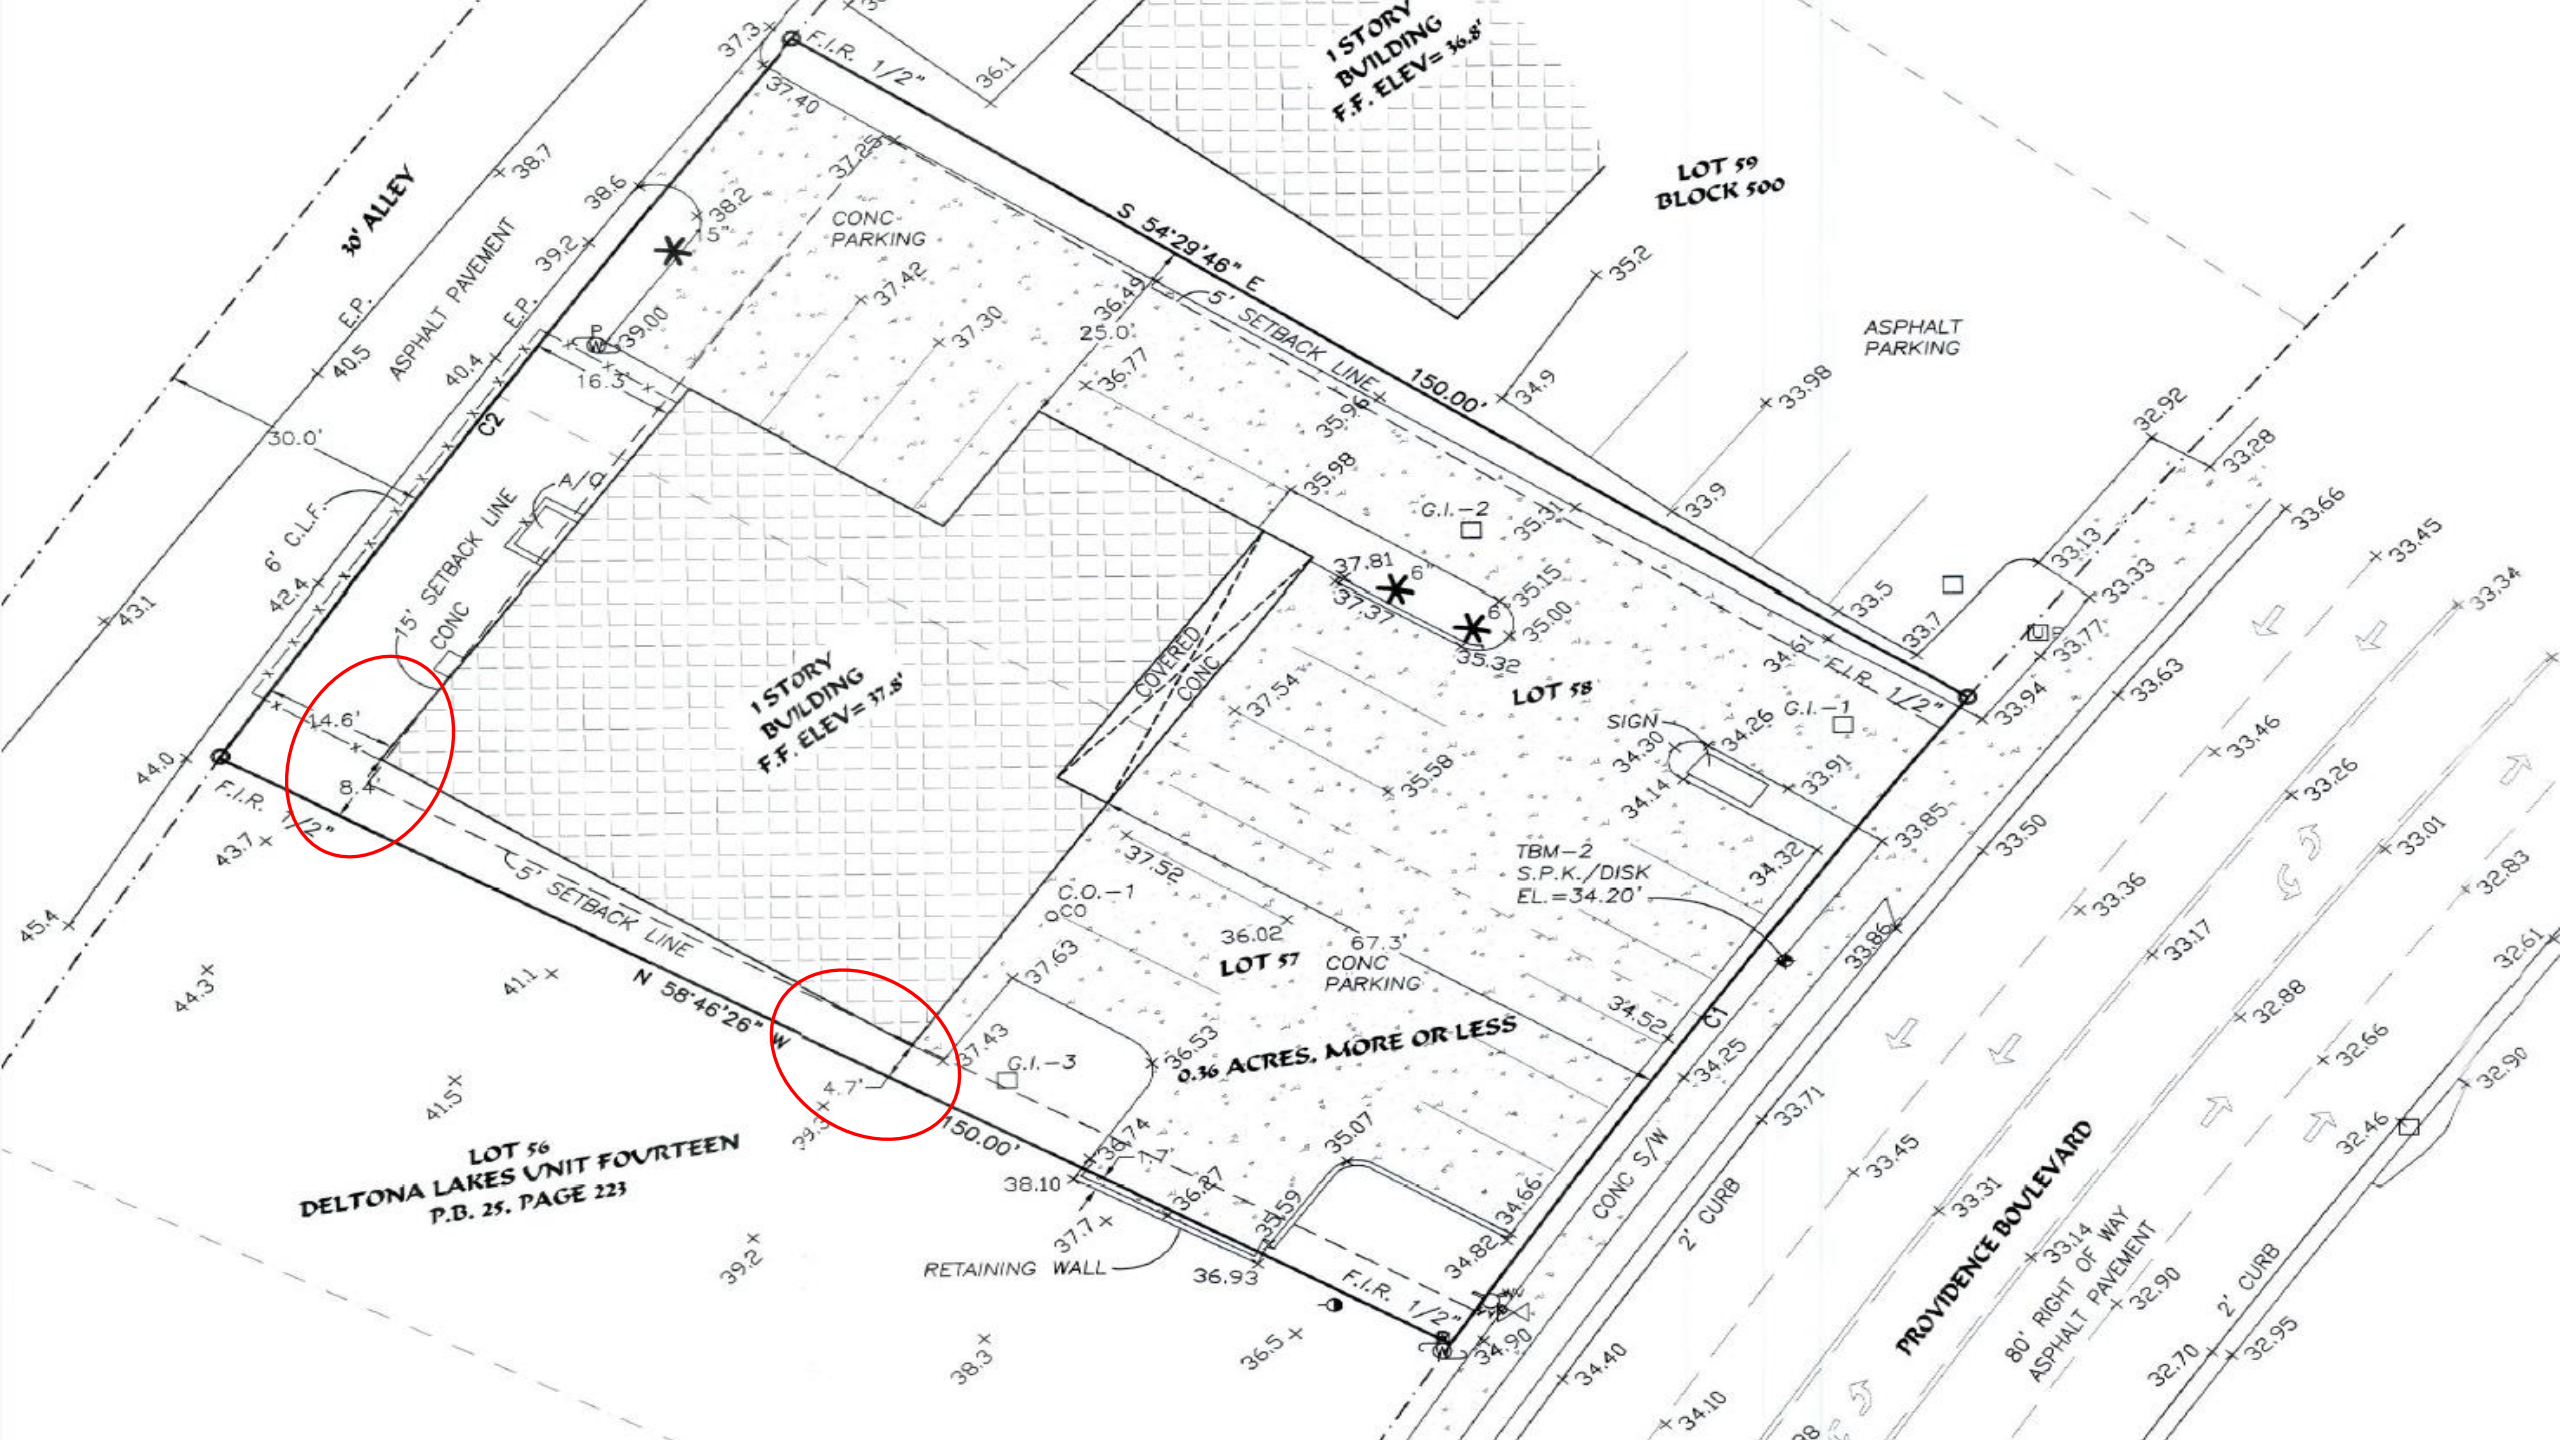 37.3
F.I.R. 1/2"
36.1
1 STORY
BUILDING
F.F. ELEV= 36.8'
37.40
37.25
30' ALLEY
38.7
38.6
38.2
15"
CONC
PARKING
LOT 59
BLOCK 500
S 54°29'46" E
39.2
ASPHALT PAVEMENT
E.P.
E.P.
37.42
36.49
35.2
39.00
37.30
25.0'
5' SETBACK LINE
ASPHALT
PARKING
40.5
40.4
16.3'
36.77
150.00'
34.9
33.98
C2
35.96
32.92
30.0'
35.98
33.28
A
C
G.I.-2
35.31
33.9
33.66
6' C.L.F.
15' SETBACK LINE
33.45
42.4
43.1
CONC
37.81
6"
37.37
6"
35.15
35.00
35.32
33.13
33.33
33.34
33.5
33.7
33.77
COVERED
CONC
34.61
F.I.R. 1/2"
33.63
1 STORY
BUILDING
F.F. ELEV= 37.8'
37.54
LOT 58
SIGN
34.30
34.26
G.I.-1
33.94
14.6'
33.46
44.0
8.4'
F.I.R. 1/2"
35.58
34.14
33.91
33.26
43.7
37.52
TBM-2
S.P.K./DISK
EL.=34.20'
34.32
33.85
33.50
33.01
5' SETBACK LINE
C.O.-1
CO
32.83
33.36
45.4
36.02
67.3'
LOT 57
CONC
PARKING
33.86
33.17
32.61
37.63
44.3
41.1
N 58°46'26" W
34.52
C1
32.88
37.43
G.I.-3
36.53
0.36 ACRES, MORE OR LESS
34.25
32.66
32.90
4.7'
41.5
39.3
150.00'
36.74
1.7'
35.07
33.71
32.46
LOT 56
DELTONA LAKES UNIT FOURTEEN
P.B. 25, PAGE 223
38.10
36.27
35.59
34.66
CONC S/W
33.45
33.31
PROVIDENCE BOULEVARD
37.7
2' CURB
39.2
RETAINING WALL
36.93
34.82
F.I.R. 1/2"
33.14
80' RIGHT OF WAY
ASPHALT PAVEMENT
32.90
2' CURB
38.3
36.5
34.90
34.40
32.70
32.95
34.10